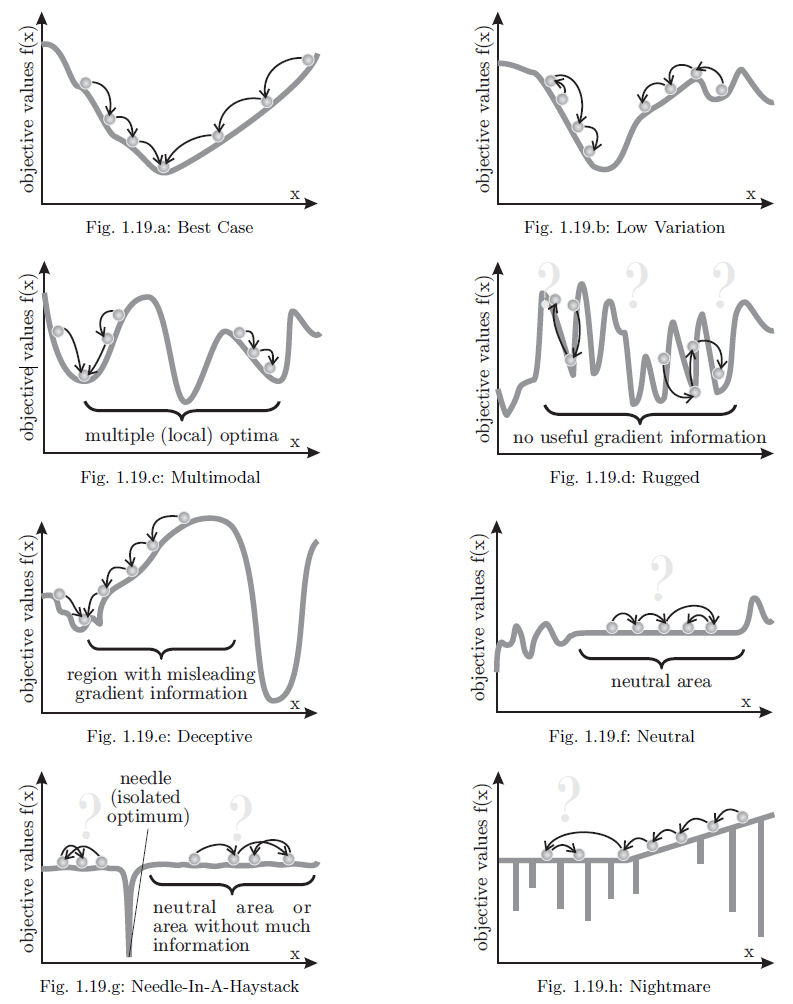 objective values f(x)
x
Fig. 1.19.a: Best Case
objective values f(x)
x
Fig. 1.19.b: Low Variation
objective values f(x)
multiple (local) optima
x
Fig. 1.19.c: Multimodal
objective values f(x)
? ? ?
no useful gradient information
Fig. 1.19.d: Rugged
objective values f(x)
region with misleading
gradient information
x
Fig. 1.19.e: Deceptive
objective values f(x)
?
neutral area
x
Fig. 1.19.f: Neutral
objective values f(x)
? ?
needle
(isolated
optimum)
neutral area or
area without much
information
x
Fig. 1.19.g: Needle-In-A-Haystack
objective values f(x)
?
x
Fig. 1.19.h: Nightmare